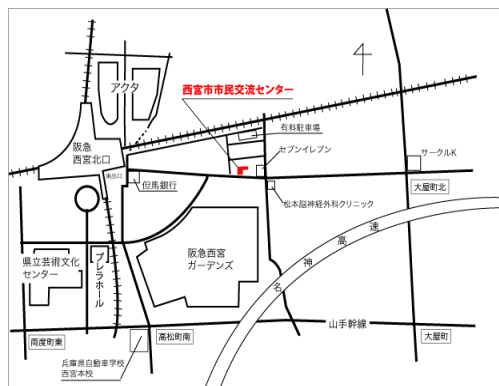 アクタ
西宮市市民交流センター
有料駐車場
阪急
西宮北口
セブンイレブン
サークルK
東出口
但馬銀行
大屋町北
松本脳神経外科クリニック
県立芸術文化
センター
プレラホール
阪急西宮
ガーデンズ
名神高速
山手幹線
両度町東
高松町南
大屋町
兵庫県自動車学校
西宮本校